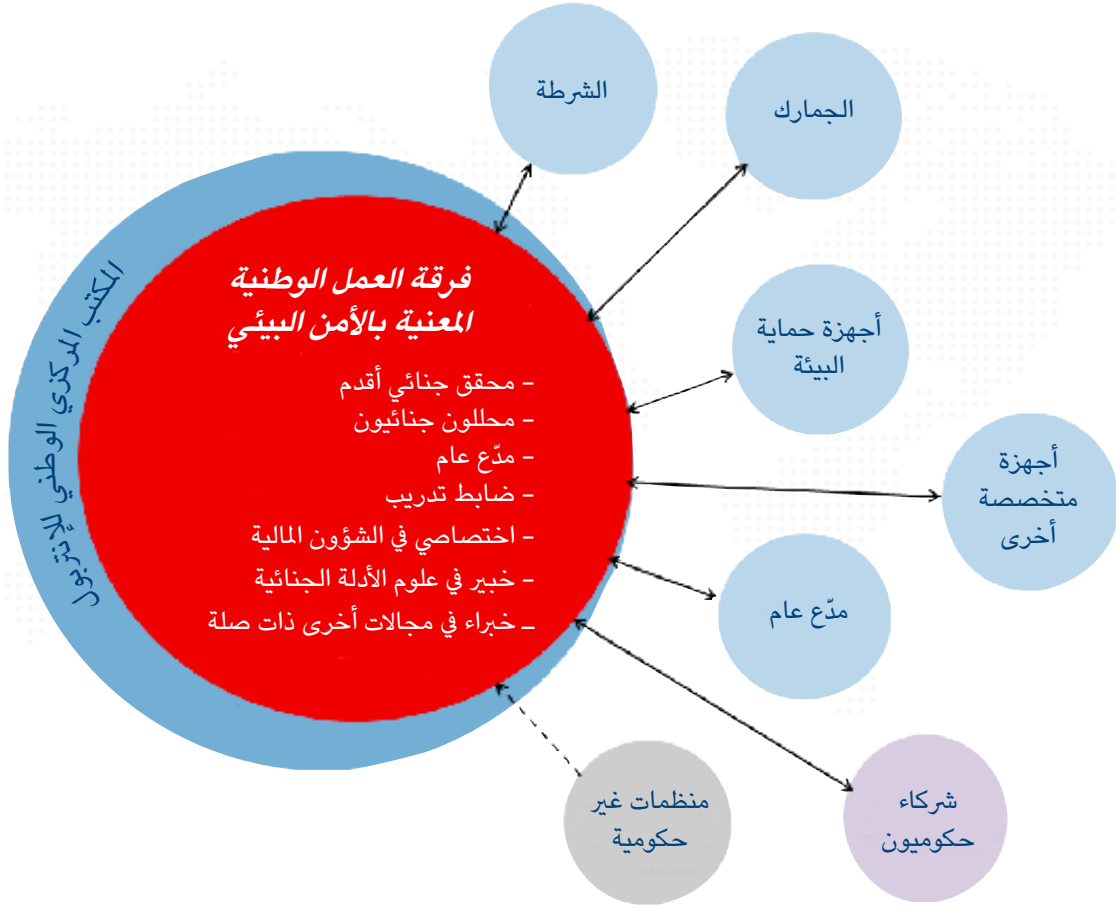 الشرطة
الجمارك
المكتب المركزي الوطني للإنتربول
فرقة العمل الوطنية
المعنية بالأمن البيئي
– محقق جنائي أقدم
– محللون جنائيون
– مدّع عام
– ضابط تدريب
– اختصاصي في الشؤون المالية
– خبير في علوم الأدلة الجنائية
_ خبراء في مجالات أخرى ذات صلة
أجهزة حماية
البيئة
أجهزة
متخصصة
أخرى
مدّع عام
شركاء
حكوميون
منظمات غير
حكومية